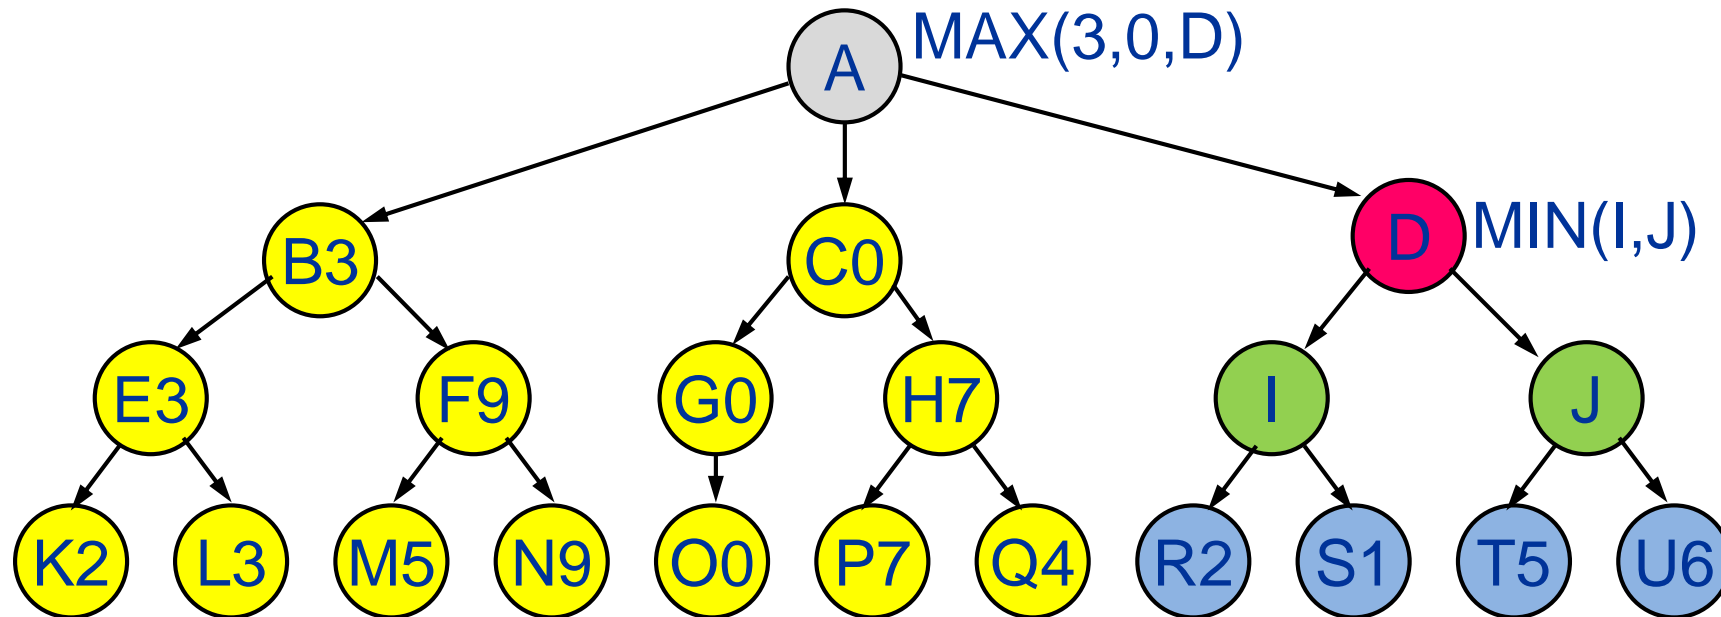 A MAX(3,0,D)
B3 C0 D MIN(I,J)
E3 F9 G0 H7 I J
K2 L3 M5 N9 O0 P7 Q4 R2 S1 T5 U6